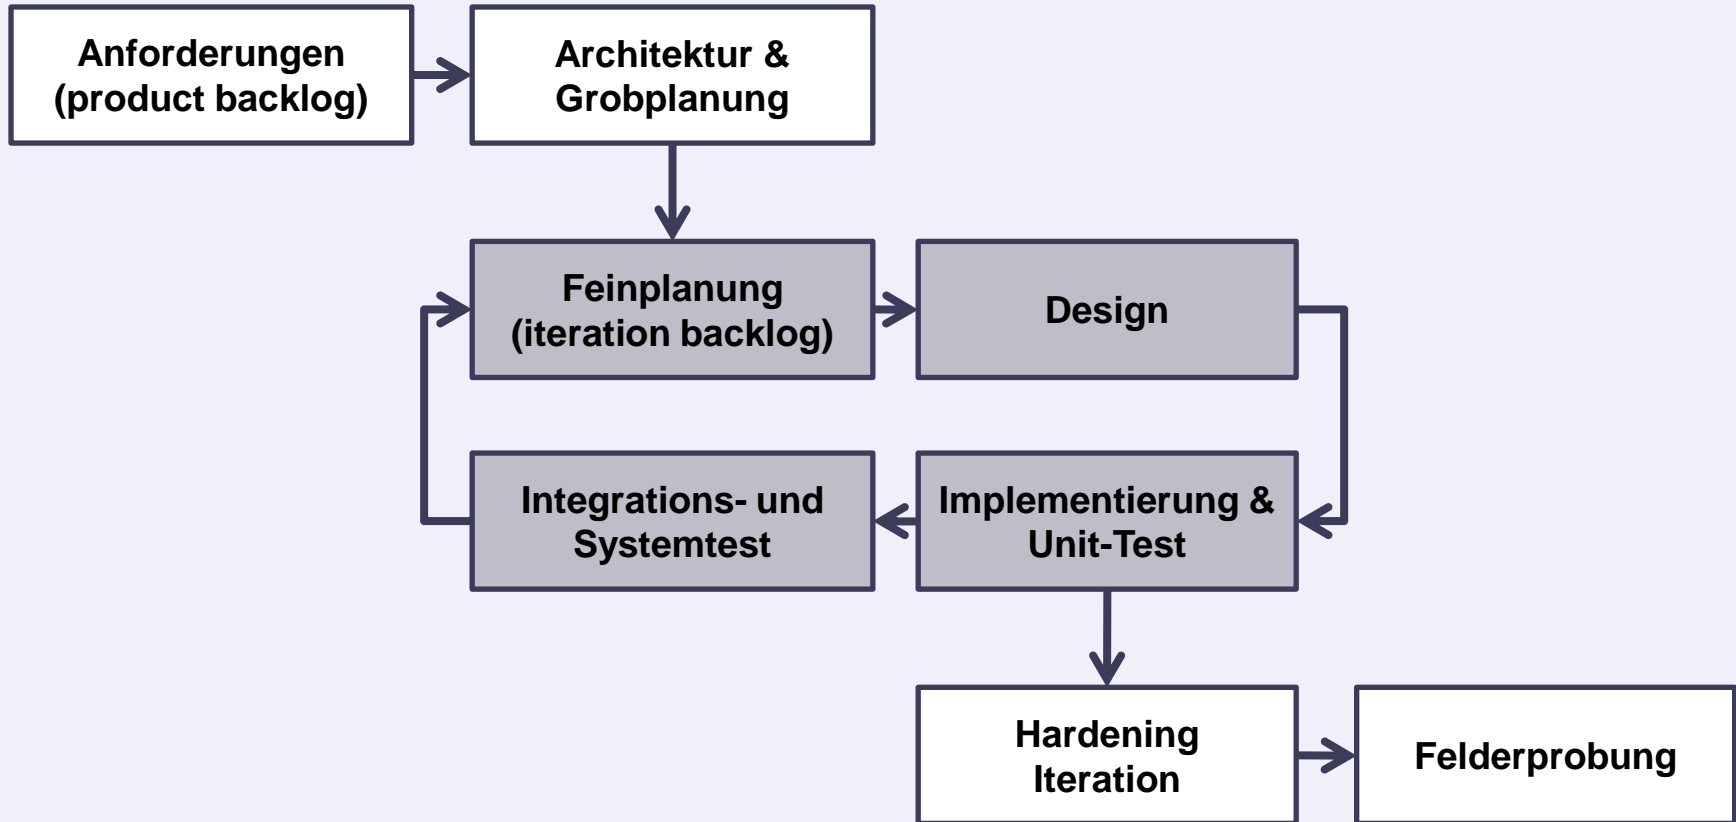 Anforderungen
(product backlog)
Architektur &
Grobplanung
Feinplanung
(iteration backlog)
Design
Integrations- und
Systemtest
Implementierung &
Unit-Test
Hardening
Iteration
Felderprobung